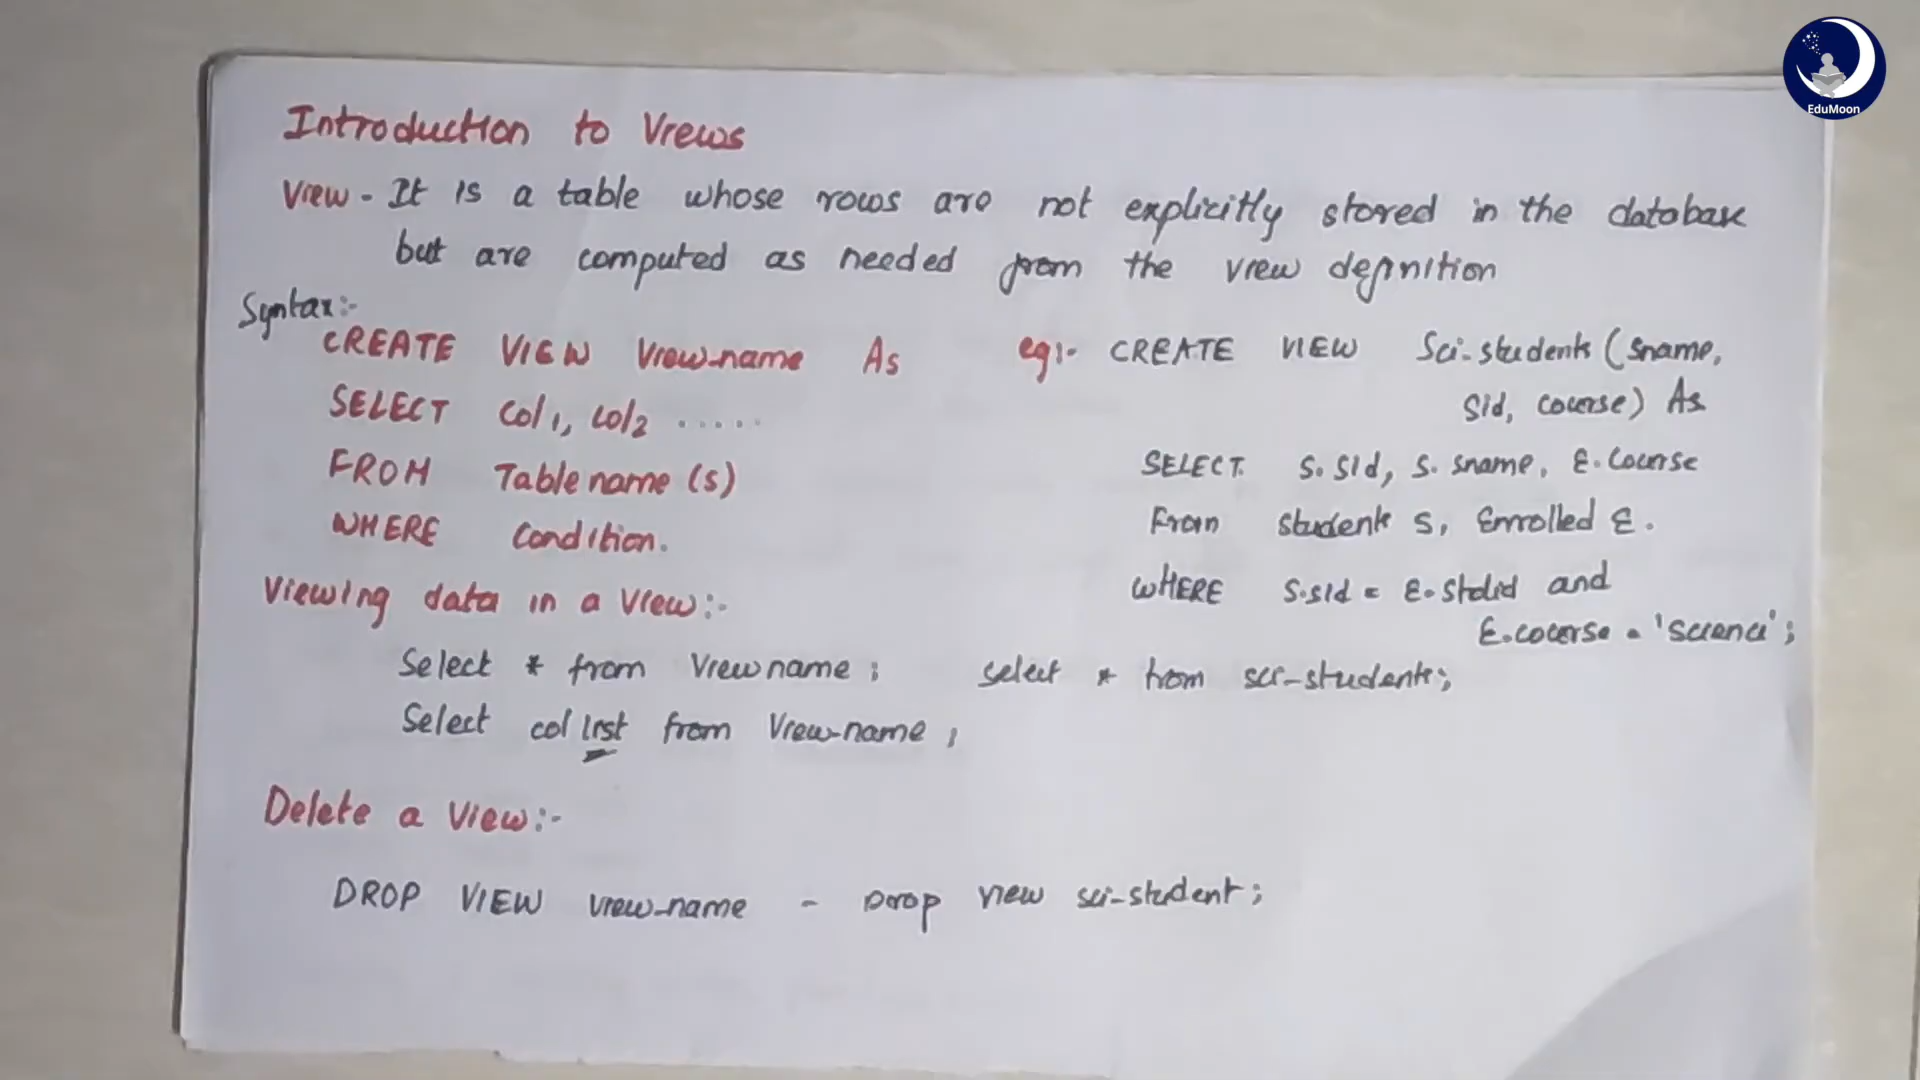 EduMoon
Introduction to Views
View - It is a table whose rows are not explicitly stored in the database
but are computed as needed from the view definition
Syntax:-
CREATE VIEW View-name As
SELECT Col1, Col2 .....
FROM Table name (s)
WHERE Condition.
eg:- CREATE VIEW Sci-students (sname,
Sid, course) As
SELECT S.Sid, S.sname, E.Course
From students S, Enrolled E.
WHERE S.sid = E.Stdid and
E.course = 'Science';
Viewing data in a View:-
Select * from View name;
select * from sci-students;
Select col list from View-name;
Delete a View:-
DROP VIEW view-name - Drop view sci-student;